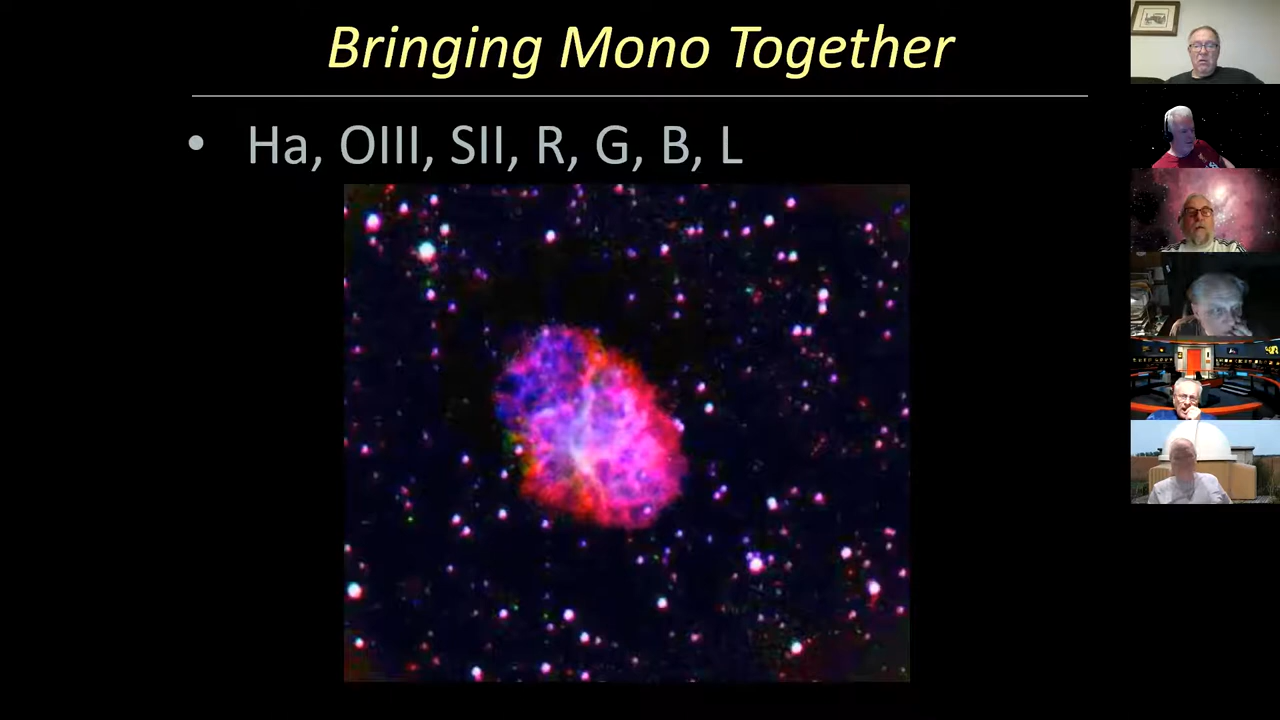 Bringing Mono Together
• Ha, OIII, SII, R, G, B, L